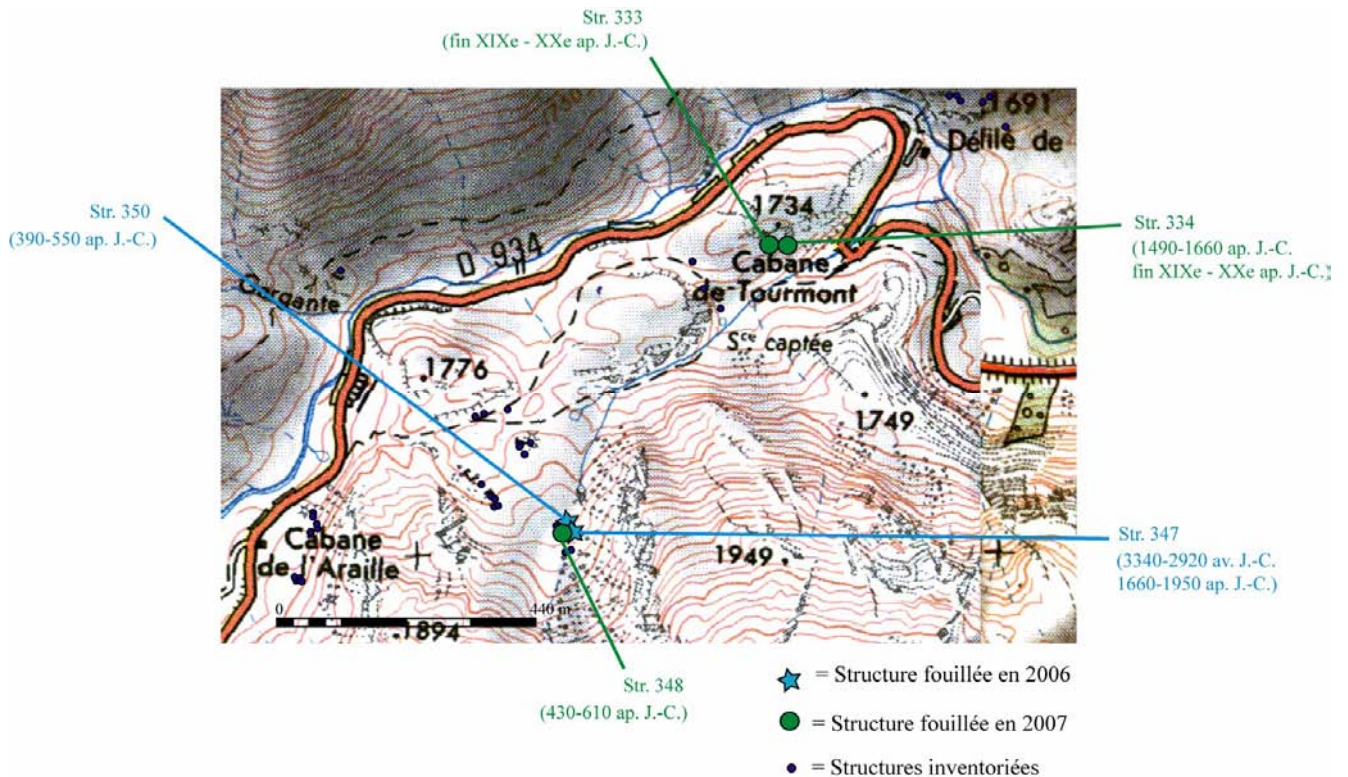 Str. 333
(fin XIXe - XXe ap. J.-C.)
1691
Défilé de
Str. 350
(390-550 ap. J.-C.)
1734
Str. 334
(1490-1660 ap. J.-C.
fin XIXe - XXe ap. J.-C.)
D 934
Cabane
de Tourmont
Gargante
Sce captée
1776
1749
Cabane
de l'Araille
1949
Str. 347
(3340-2920 av. J.-C.
1660-1950 ap. J.-C.)
0
440 m
1894
Str. 348
(430-610 ap. J.-C.)
= Structure fouillée en 2006
= Structure fouillée en 2007
= Structures inventoriées